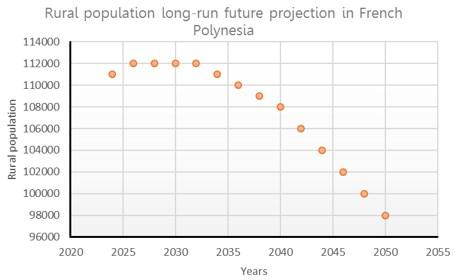 Rural population long-run future projection in French
Polynesia
114000
112000
110000
108000
106000
104000
102000
100000
98000
96000
Rural population
2020 2025 2030 2035 2040 2045 2050 2055
Years